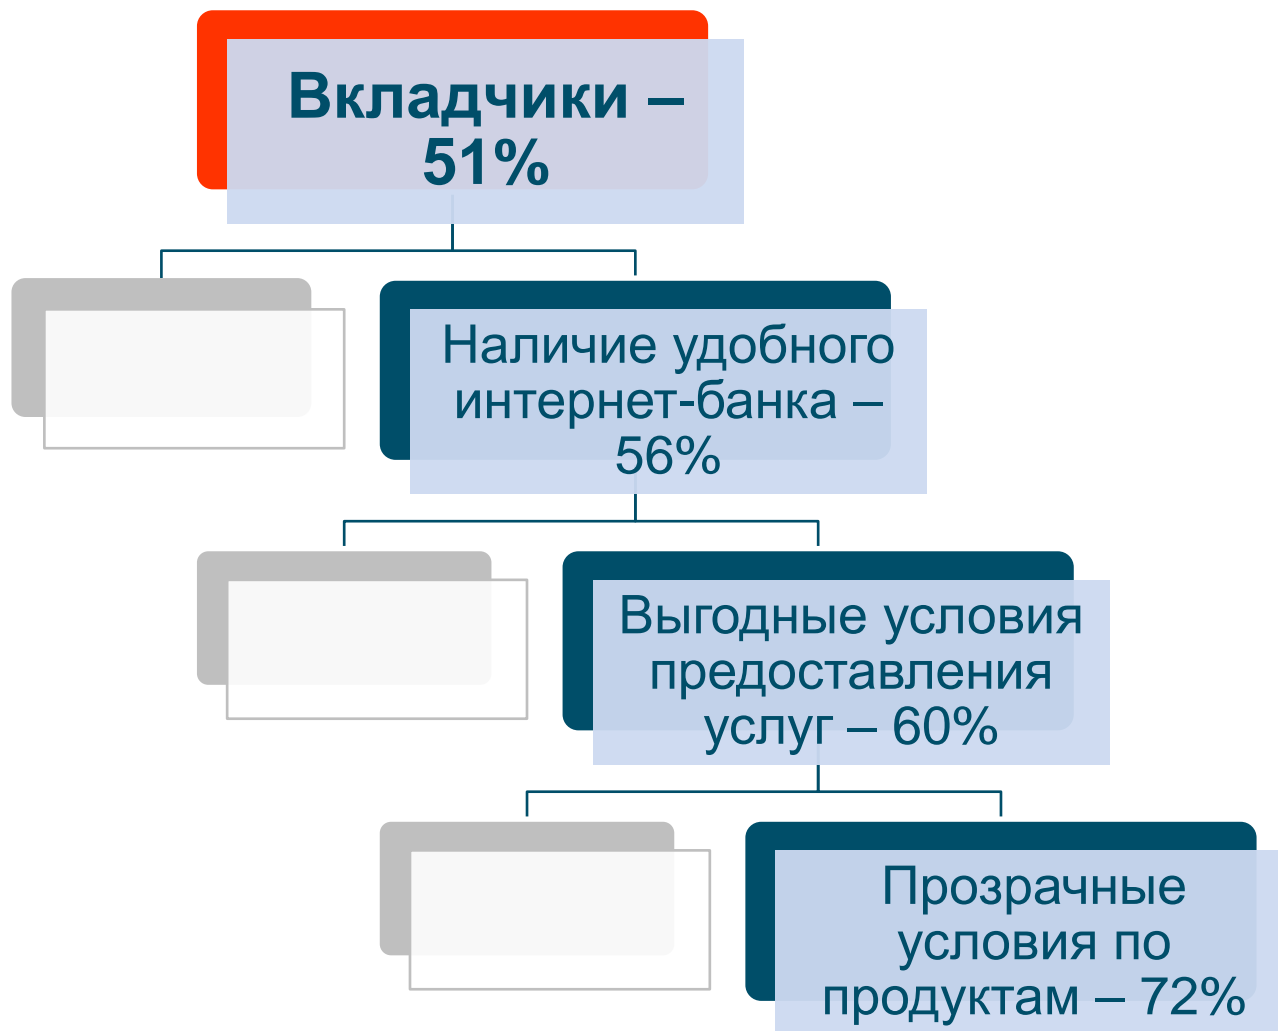 Вкладчики –
51%
Наличие удобного
интернет-банка –
56%
Выгодные условия
предоставления
услуг – 60%
Прозрачные
условия по
продуктам – 72%